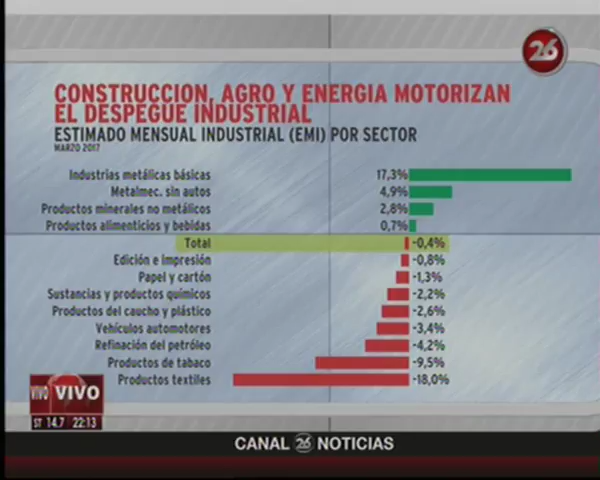 26
CONSTRUCCION, AGRO Y ENERGIA MOTORIZAN
EL DESPEGUE INDUSTRIAL
ESTIMADO MENSUAL INDUSTRIAL (EMI) POR SECTOR
MARZO 2017
Industrias metálicas básicas 17,3%
Metalmec. sin autos 4,9%
Productos minerales no metálicos 2,8%
Productos alimenticios y bebidas 0,7%
Total -0,4%
Edición e impresión -0,8%
Papel y cartón -1,3%
Sustancias y productos químicos -2,2%
Productos del caucho y plástico -2,6%
Vehículos automotores -3,4%
Refinación del petróleo -4,2%
Productos de tabaco -9,5%
Productos textiles -18,0%
VIVO VIVO
ST 14.7 22:13
CANAL 26 NOTICIAS